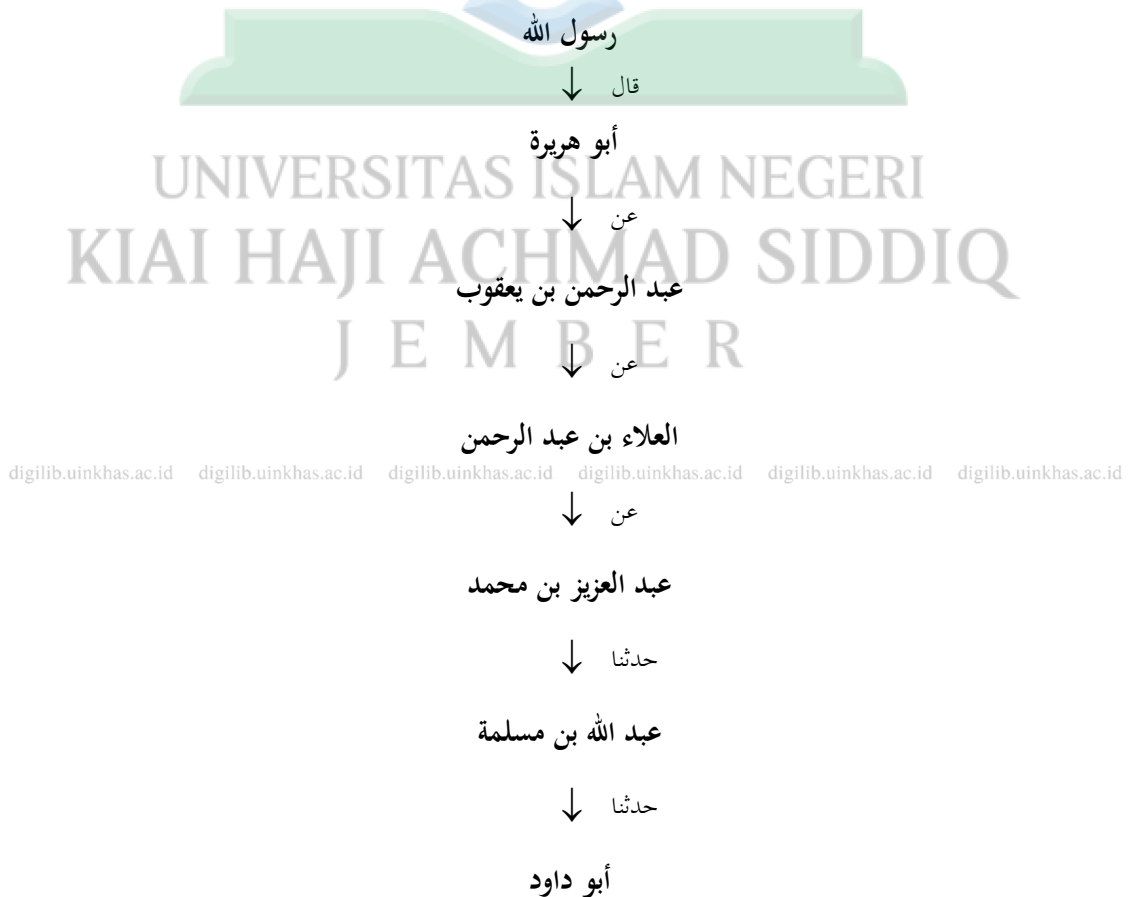 رسول الله
قال ↓
أبو هريرة
UNIVERSITAS ISLAM NEGERI
عن ↓
KIAI HAJI ACHMAD SIDDIQ
عبد الرحمن بن يعقوب
JEMBER
عن ↓
العلاء بن عبد الرحمن
digilib.uinkhas.ac.id digilib.uinkhas.ac.id digilib.uinkhas.ac.id digilib.uinkhas.ac.id digilib.uinkhas.ac.id digilib.uinkhas.ac.id
عن ↓
عبد العزيز بن محمد
حدثنا ↓
عبد الله بن مسلمة
حدثنا ↓
أبو داود